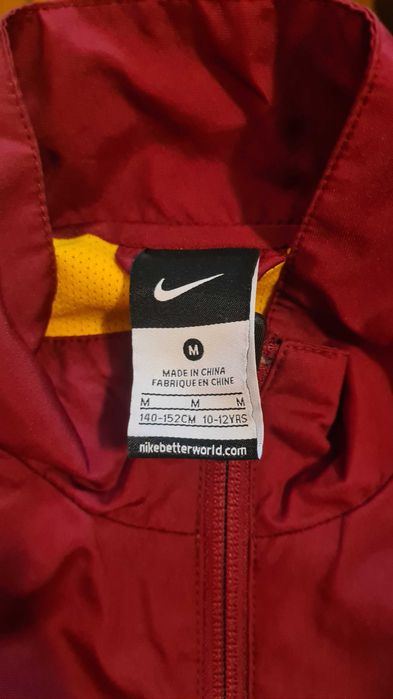 M
MADE IN CHINA
FABRIQUE EN CHINE
M M M
140-152CM 10-12YRS
nikebetterworld.com